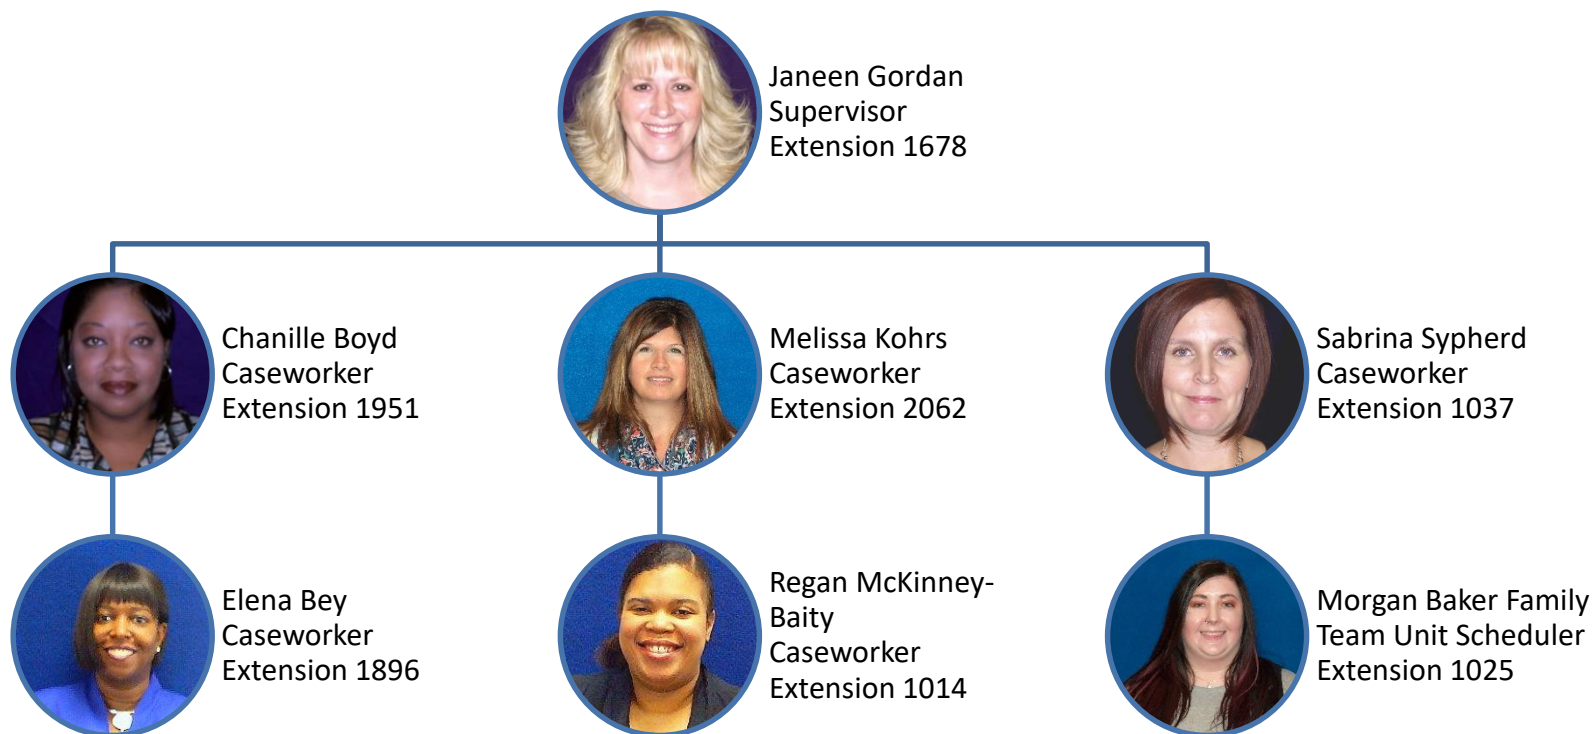 Janeen Gordan
Supervisor
Extension 1678
Chanille Boyd
Caseworker
Extension 1951
Melissa Kohrs
Caseworker
Extension 2062
Sabrina Sypherd
Caseworker
Extension 1037
Elena Bey
Caseworker
Extension 1896
Regan McKinney-
Baity
Caseworker
Extension 1014
Morgan Baker Family
Team Unit Scheduler
Extension 1025